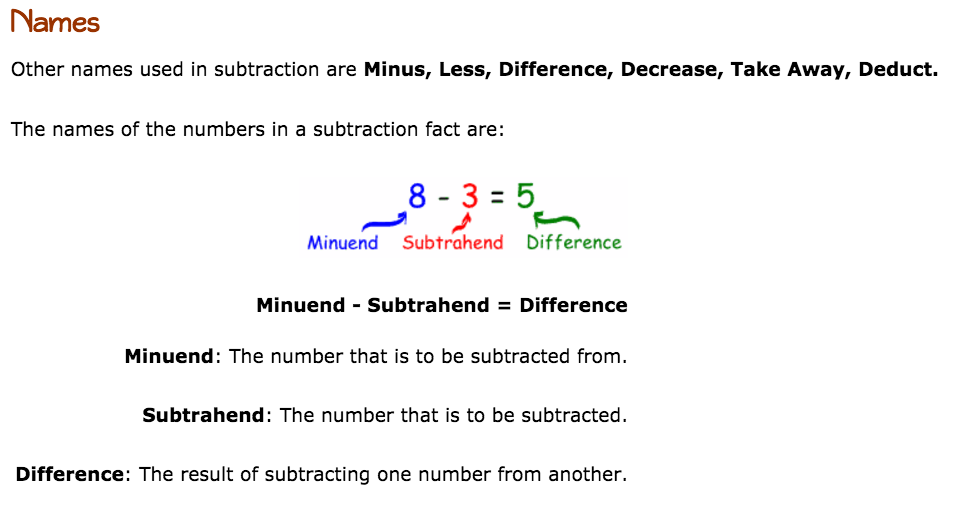 Names
Other names used in subtraction are Minus, Less, Difference, Decrease, Take Away, Deduct.
The names of the numbers in a subtraction fact are:
8 - 3 = 5
Minuend Subtrahend Difference
Minuend - Subtrahend = Difference
Minuend: The number that is to be subtracted from.
Subtrahend: The number that is to be subtracted.
Difference: The result of subtracting one number from another.